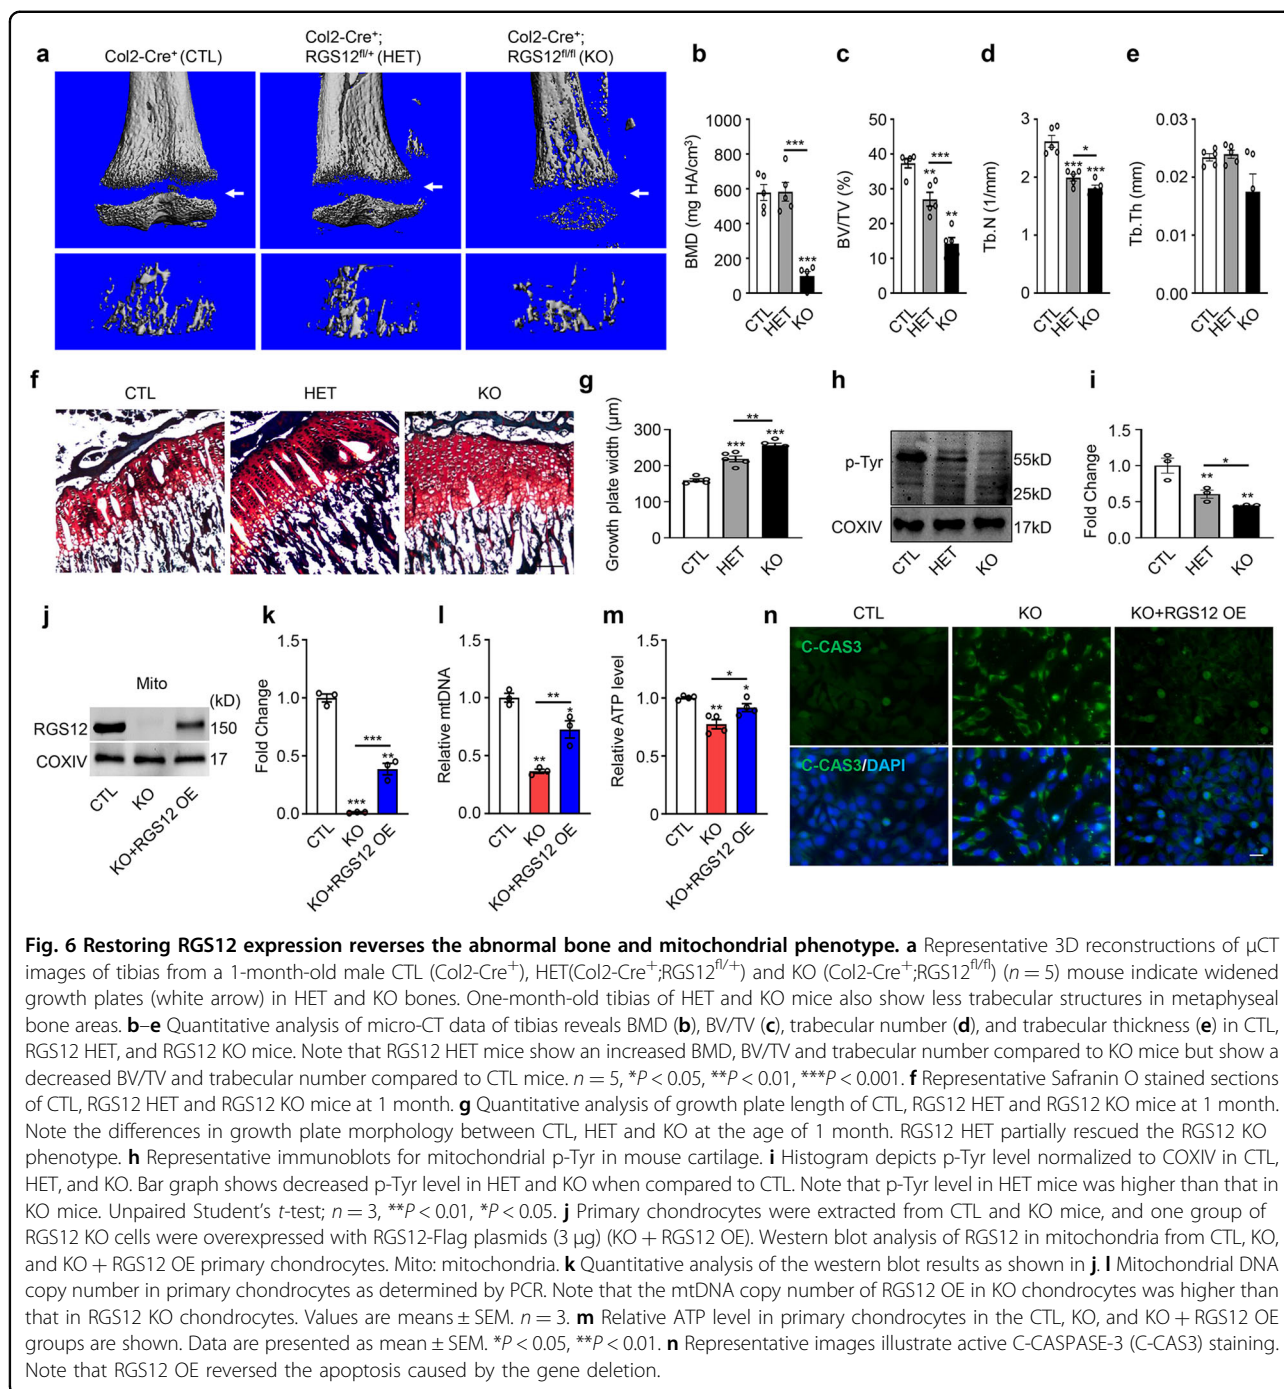 a
Col2-Cre⁺ (CTL)
Col2-Cre⁺;
RGS12fl/+ (HET)
Col2-Cre⁺;
RGS12fl/fl (KO)
b
BMD (mg HA/cm³)
1000
800
600
400
200
0
***
***
CTL
HET
KO
c
BV/TV (%)
50
40
30
20
10
0
***
**
**
CTL
HET
KO
d
Tb.N (1/mm)
3
2
1
0
*
***
***
CTL
HET
KO
e
Tb.Th (mm)
0.03
0.02
0.01
0.00
CTL
HET
KO
f
CTL
HET
KO
g
Growth plate width (μm)
300
200
100
0
**
***
***
CTL
HET
KO
h
p-Tyr
55kD
25kD
COXIV
17kD
CTL
HET
KO
i
Fold Change
1.5
1.0
0.5
0.0
*
**
**
CTL
HET
KO
j
Mito
(kD)
RGS12
150
COXIV
17
CTL
KO
KO+RGS12 OE
k
Fold Change
1.5
1.0
0.5
0.0
***
**
***
CTL
KO
KO+RGS12 OE
l
Relative mtDNA
1.5
1.0
0.5
0.0
**
*
**
CTL
KO
KO+RGS12 OE
m
Relative ATP level
1.5
1.0
0.5
0.0
*
*
**
CTL
KO
KO+RGS12 OE
n
CTL
KO
KO+RGS12 OE
C-CAS3
C-CAS3/DAPI
Fig. 6 Restoring RGS12 expression reverses the abnormal bone and mitochondrial phenotype. a Representative 3D reconstructions of μCT
images of tibias from a 1-month-old male CTL (Col2-Cre⁺), HET(Col2-Cre⁺;RGS12fl/+) and KO (Col2-Cre⁺;RGS12fl/fl) (n = 5) mouse indicate widened
growth plates (white arrow) in HET and KO bones. One-month-old tibias of HET and KO mice also show less trabecular structures in metaphyseal
bone areas. b–e Quantitative analysis of micro-CT data of tibias reveals BMD (b), BV/TV (c), trabecular number (d), and trabecular thickness (e) in CTL,
RGS12 HET, and RGS12 KO mice. Note that RGS12 HET mice show an increased BMD, BV/TV and trabecular number compared to KO mice but show a
decreased BV/TV and trabecular number compared to CTL mice. n = 5, *P < 0.05, **P < 0.01, ***P < 0.001. f Representative Safranin O stained sections
of CTL, RGS12 HET and RGS12 KO mice at 1 month. g Quantitative analysis of growth plate length of CTL, RGS12 HET and RGS12 KO mice at 1 month.
Note the differences in growth plate morphology between CTL, HET and KO at the age of 1 month. RGS12 HET partially rescued the RGS12 KO
phenotype. h Representative immunoblots for mitochondrial p-Tyr in mouse cartilage. i Histogram depicts p-Tyr level normalized to COXIV in CTL,
HET, and KO. Bar graph shows decreased p-Tyr level in HET and KO when compared to CTL. Note that p-Tyr level in HET mice was higher than that in
KO mice. Unpaired Student's t-test; n = 3, **P < 0.01, *P < 0.05. j Primary chondrocytes were extracted from CTL and KO mice, and one group of
RGS12 KO cells were overexpressed with RGS12-Flag plasmids (3 μg) (KO + RGS12 OE). Western blot analysis of RGS12 in mitochondria from CTL, KO,
and KO + RGS12 OE primary chondrocytes. Mito: mitochondria. k Quantitative analysis of the western blot results as shown in j. l Mitochondrial DNA
copy number in primary chondrocytes as determined by PCR. Note that the mtDNA copy number of RGS12 OE in KO chondrocytes was higher than
that in RGS12 KO chondrocytes. Values are means ± SEM. n = 3. m Relative ATP level in primary chondrocytes in the CTL, KO, and KO + RGS12 OE
groups are shown. Data are presented as mean ± SEM. *P < 0.05, **P < 0.01. n Representative images illustrate active C-CASPASE-3 (C-CAS3) staining.
Note that RGS12 OE reversed the apoptosis caused by the gene deletion.